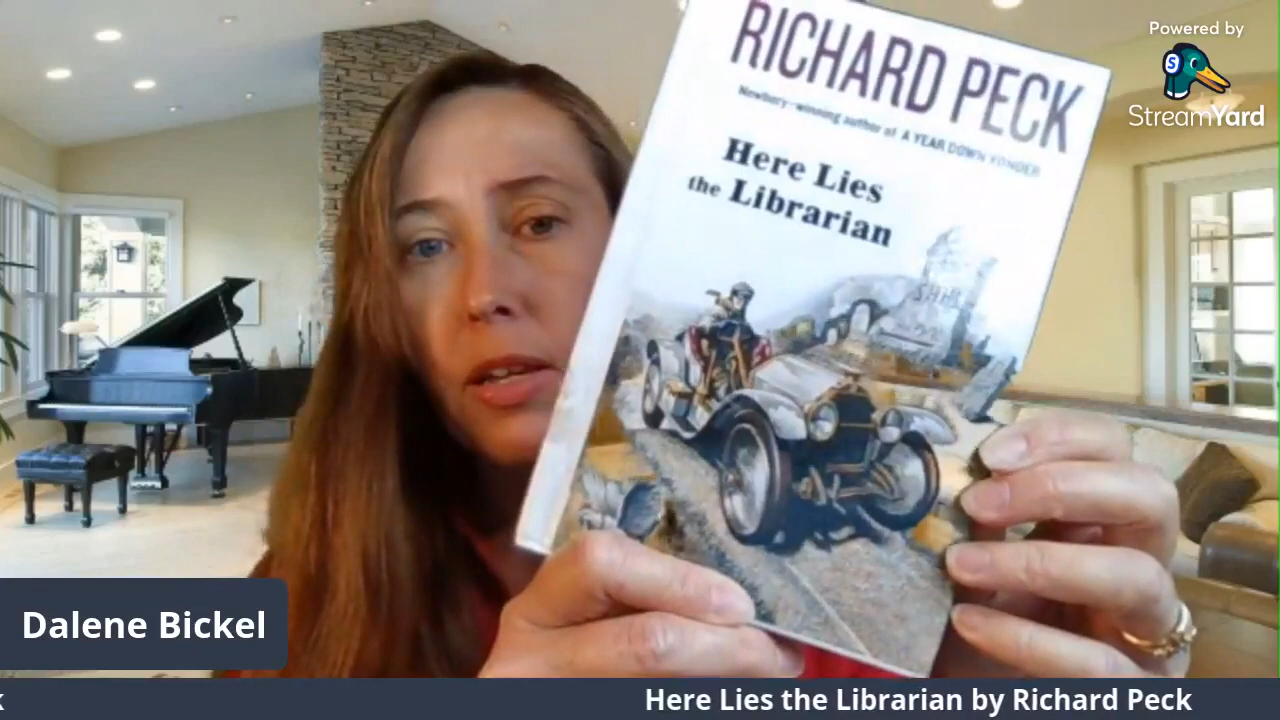 Powered by
S
StreamYard
RICHARD PECK
Newbery-winning author of A YEAR DOWN YONDER
Here Lies
the Librarian
SHH
Dalene Bickel
k
Here Lies the Librarian by Richard Peck